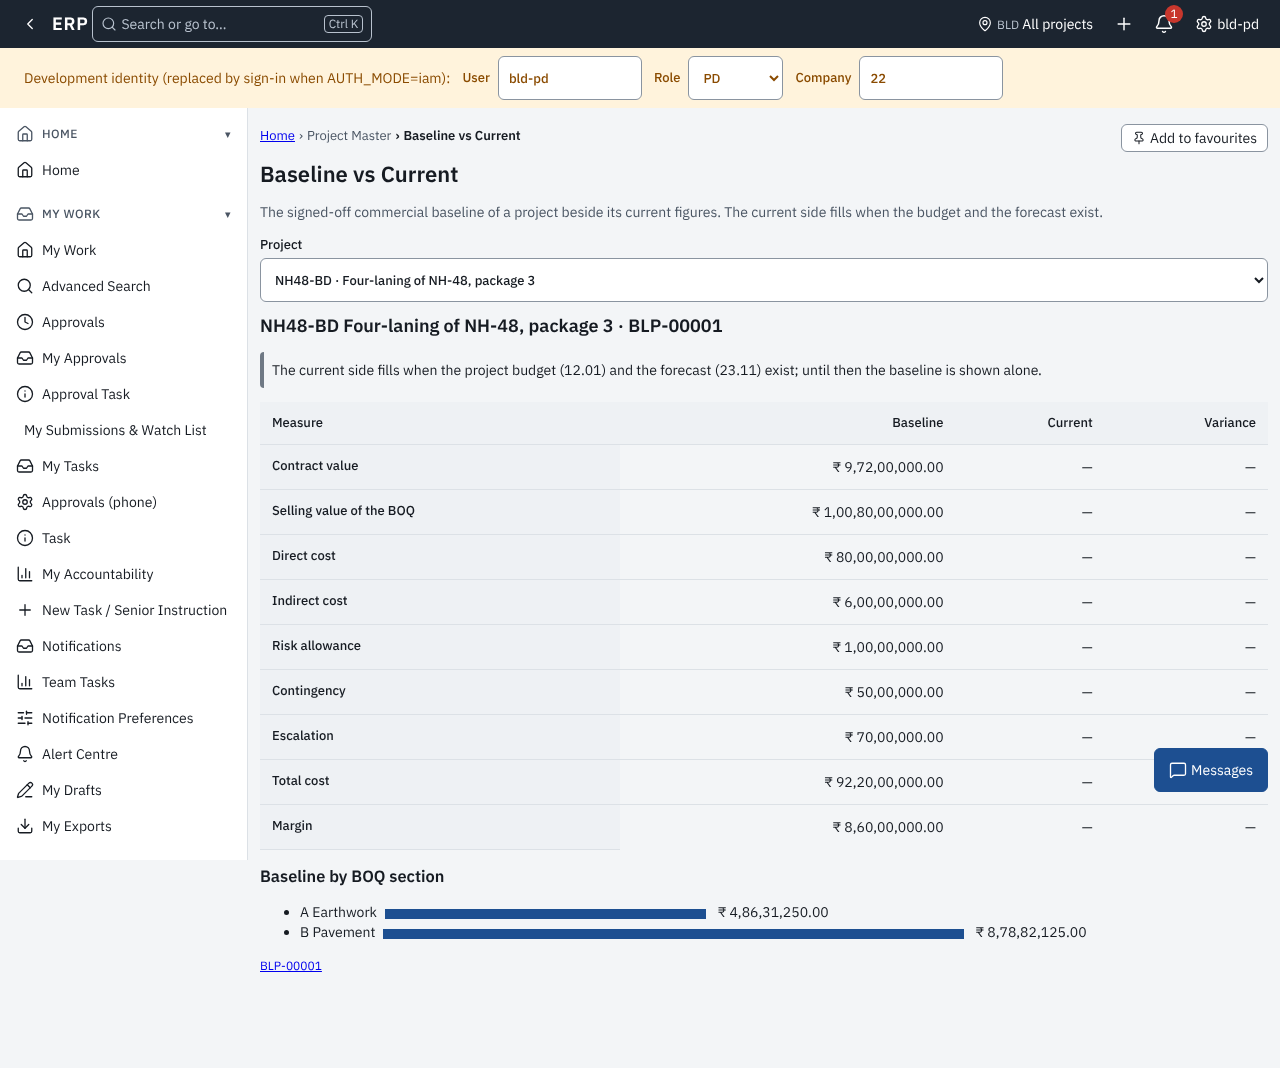 ERP
Search or go to...
Ctrl K
BLD All projects
1
bld-pd
Development identity (replaced by sign-in when AUTH_MODE=iam):
User
bld-pd
Role
PD
Company
22
HOME
Home
MY WORK
My Work
Advanced Search
Approvals
My Approvals
Approval Task
My Submissions & Watch List
My Tasks
Approvals (phone)
Task
My Accountability
New Task / Senior Instruction
Notifications
Team Tasks
Notification Preferences
Alert Centre
My Drafts
My Exports
Home › Project Master › Baseline vs Current
Add to favourites
Baseline vs Current
The signed-off commercial baseline of a project beside its current figures. The current side fills when the budget and the forecast exist.
Project
NH48-BD · Four-laning of NH-48, package 3
NH48-BD Four-laning of NH-48, package 3 · BLP-00001
The current side fills when the project budget (12.01) and the forecast (23.11) exist; until then the baseline is shown alone.
Measure Baseline Current Variance
Contract value ₹ 9,72,00,000.00 — —
Selling value of the BOQ ₹ 1,00,80,00,000.00 — —
Direct cost ₹ 80,00,00,000.00 — —
Indirect cost ₹ 6,00,00,000.00 — —
Risk allowance ₹ 1,00,00,000.00 — —
Contingency ₹ 50,00,000.00 — —
Escalation ₹ 70,00,000.00 — —
Total cost ₹ 92,20,00,000.00 —
Margin ₹ 8,60,00,000.00 — —
Messages
Baseline by BOQ section
A Earthwork ₹ 4,86,31,250.00
B Pavement ₹ 8,78,82,125.00
BLP-00001